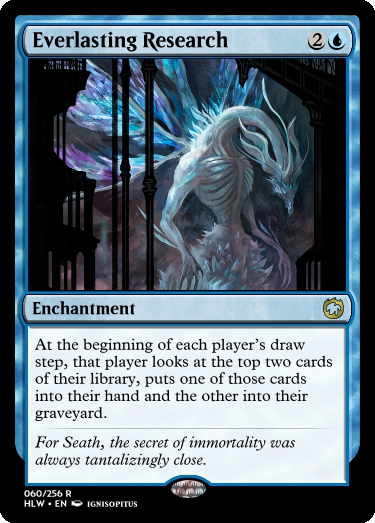 Everlasting Research 2
Enchantment
At the beginning of each player's draw
step, that player looks at the top two cards
of their library, puts one of those cards
into their hand and the other into their
graveyard.
For Seath, the secret of immortality was
always tantalizingly close.
060/256 R
HLW • EN IGNISOPITUS